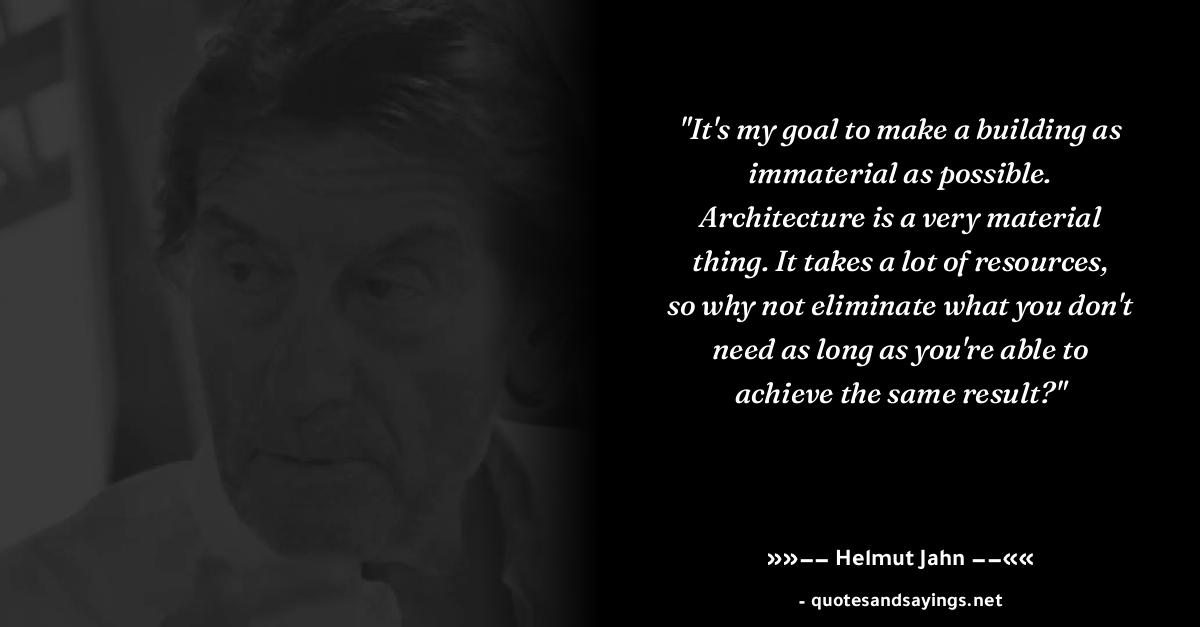 "It's my goal to make a building as
immaterial as possible.
Architecture is a very material
thing. It takes a lot of resources,
so why not eliminate what you don't
need as long as you're able to
achieve the same result?"
»»−− Helmut Jahn −−««
- quotesandsayings.net